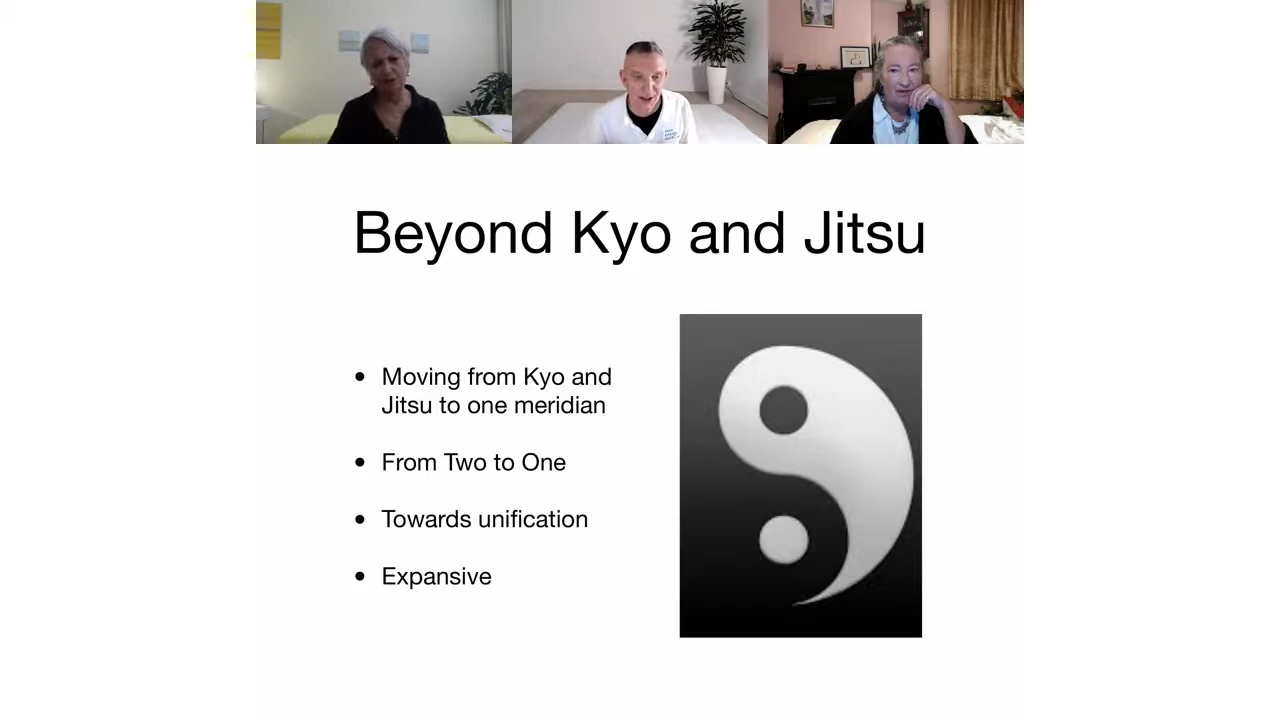 Beyond Kyo and Jitsu
• Moving from Kyo and
Jitsu to one meridian
• From Two to One
• Towards unification
• Expansive